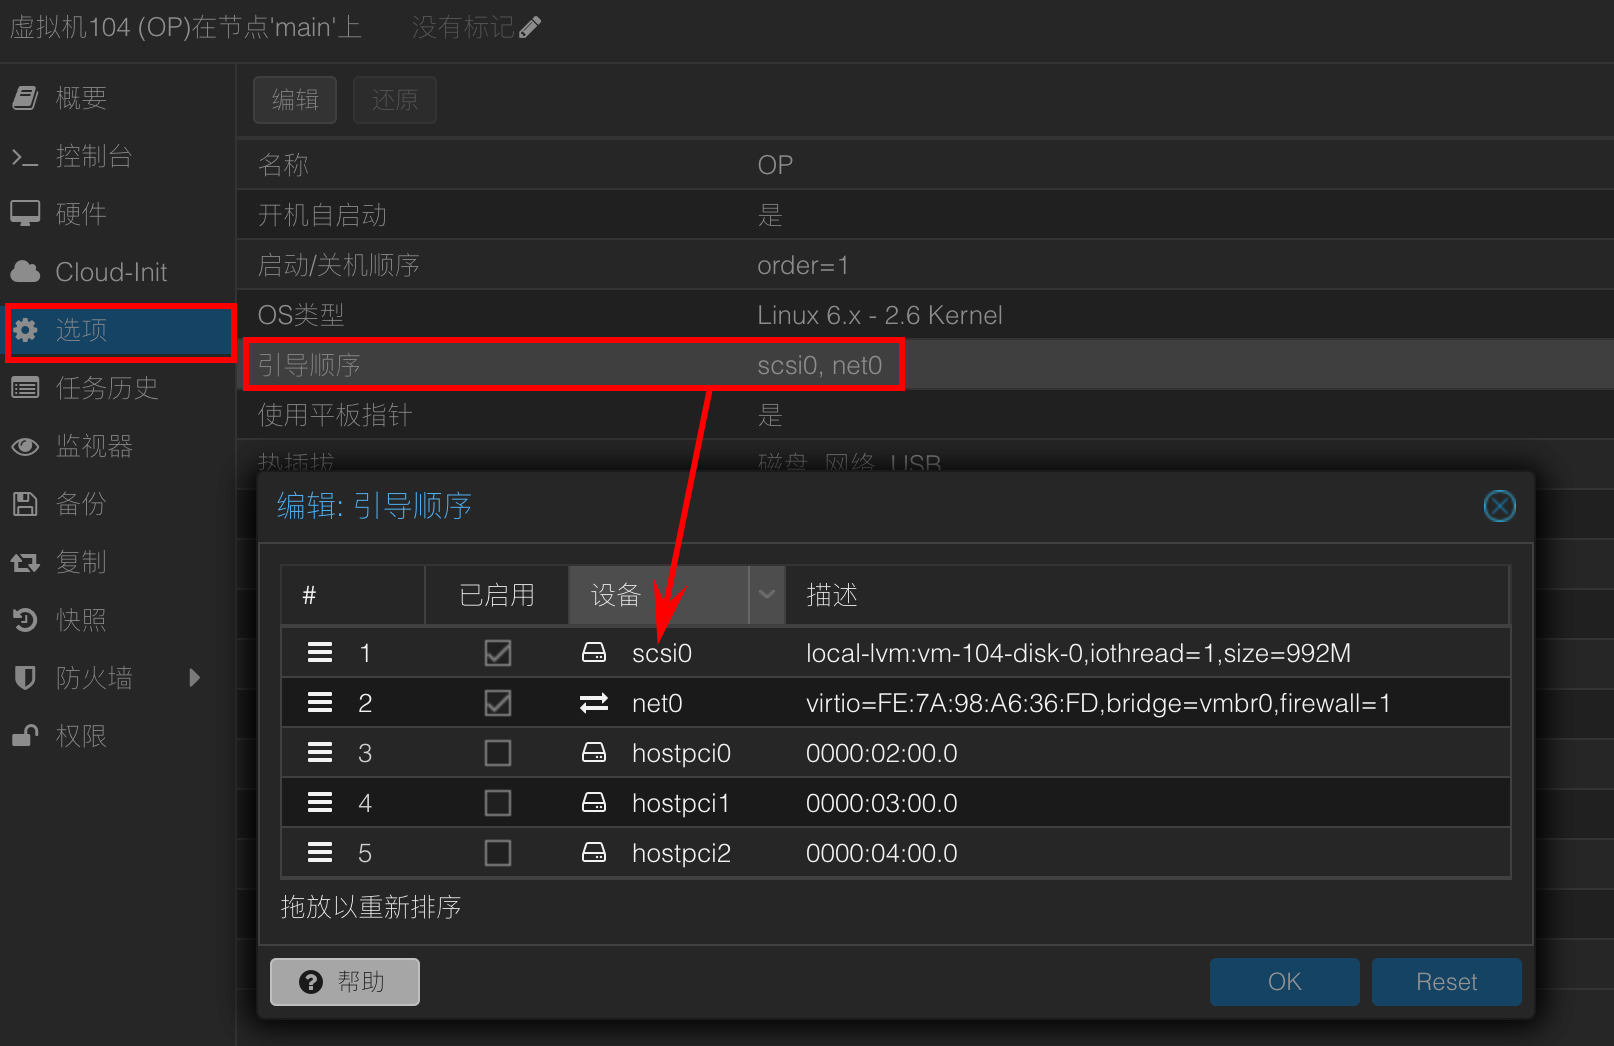 虚拟机104 (OP)在节点'main'上 没有标记
概要
控制台
硬件
Cloud-Init
选项
任务历史
监视器
备份
复制
快照
防火墙
权限
编辑 还原
名称 OP
开机自启动 是
启动/关机顺序 order=1
OS类型 Linux 6.x - 2.6 Kernel
引导顺序 scsi0, net0
使用平板指针 是
热插拔 磁盘, 网络, USB
编辑: 引导顺序
# 已启用 设备 描述
1 scsi0 local-lvm:vm-104-disk-0,iothread=1,size=992M
2 net0 virtio=FE:7A:98:A6:36:FD,bridge=vmbr0,firewall=1
3 hostpci0 0000:02:00.0
4 hostpci1 0000:03:00.0
5 hostpci2 0000:04:00.0
拖放以重新排序
帮助 OK Reset